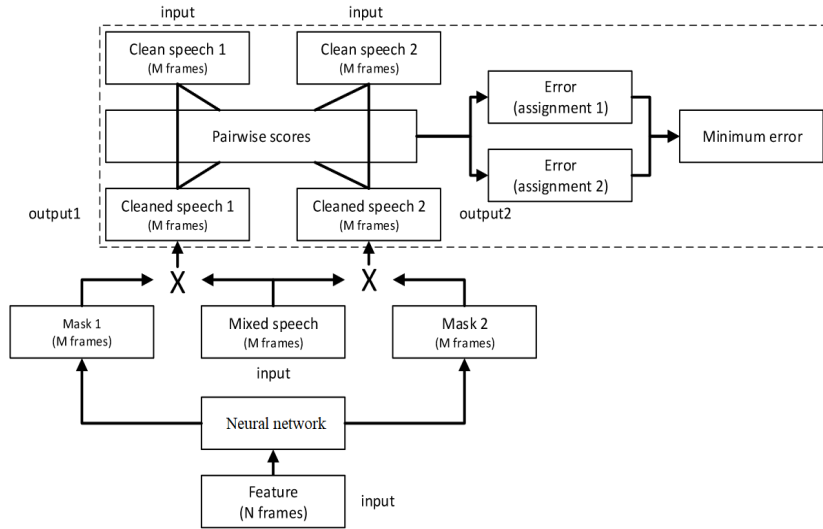 input
input
Clean speech 1
(M frames)
Clean speech 2
(M frames)
Error
(assignment 1)
Pairwise scores
Minimum error
Error
(assignment 2)
Cleaned speech 1
(M frames)
Cleaned speech 2
(M frames)
output1
output2
X
X
Mask 1
(M frames)
Mixed speech
(M frames)
Mask 2
(M frames)
input
Neural network
Feature
(N frames)
input